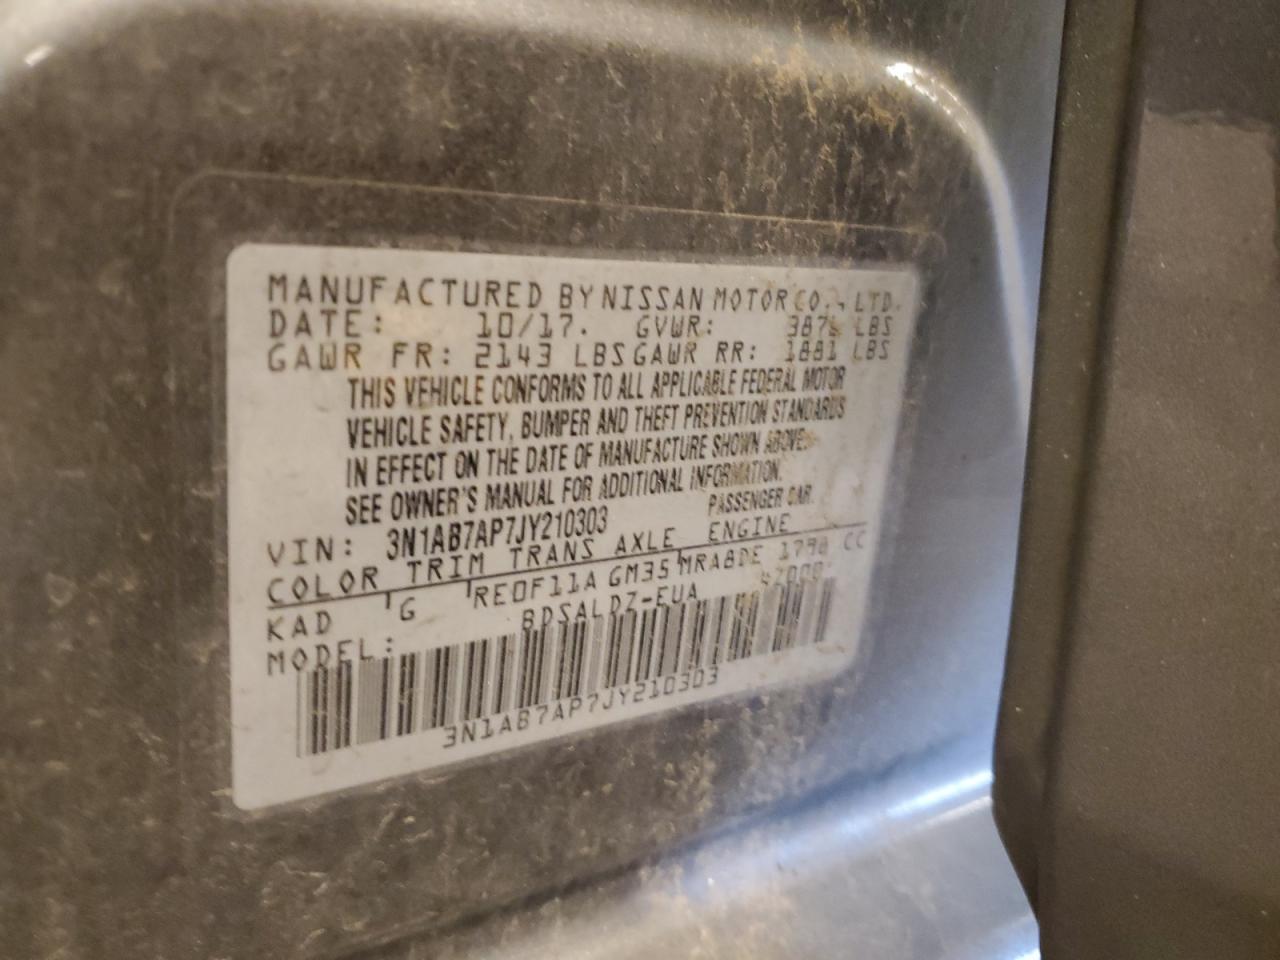 MANUFACTURED BY NISSAN MOTOR CO., LTD.
DATE: 10/17. GVWR: LBS
GAWR FR: 2143 LBS GAWR RR: 1881 LBS
THIS VEHICLE CONFORMS TO ALL APPLICABLE FEDERAL MOTOR
VEHICLE SAFETY, BUMPER AND THEFT PREVENTION STANDARDS
IN EFFECT ON THE DATE OF MANUFACTURE SHOWN ABOVE.
SEE OWNER'S MANUAL FOR ADDITIONAL INFORMATION.
VIN: 3N1AB7AP7JY210303 PASSENGER CAR
COLOR TRIM TRANS AXLE ENGINE
KAD G RE0F11A GM35 MRA8DE 1798 CC
MODEL: BDSALDZ-EUA
3N1AB7AP7JY210303